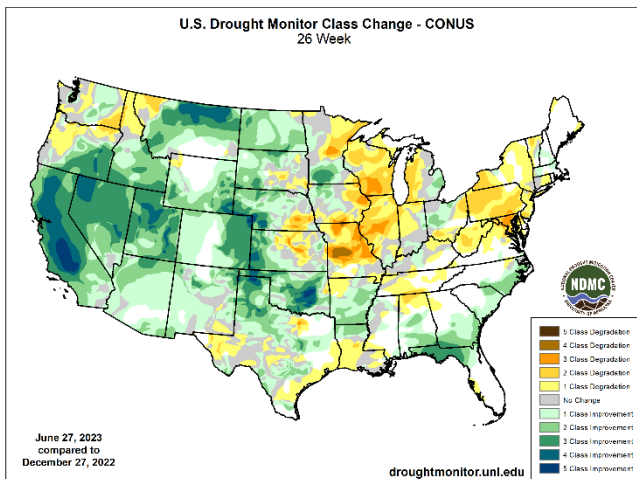 U.S. Drought Monitor Class Change - CONUS
26 Week
NDMC
5 Class Degradation
4 Class Degradation
3 Class Degradation
2 Class Degradation
1 Class Degradation
No Change
1 Class Improvement
2 Class Improvement
3 Class Improvement
4 Class Improvement
5 Class Improvement
June 27, 2023
compared to
December 27, 2022
droughtmonitor.unl.edu